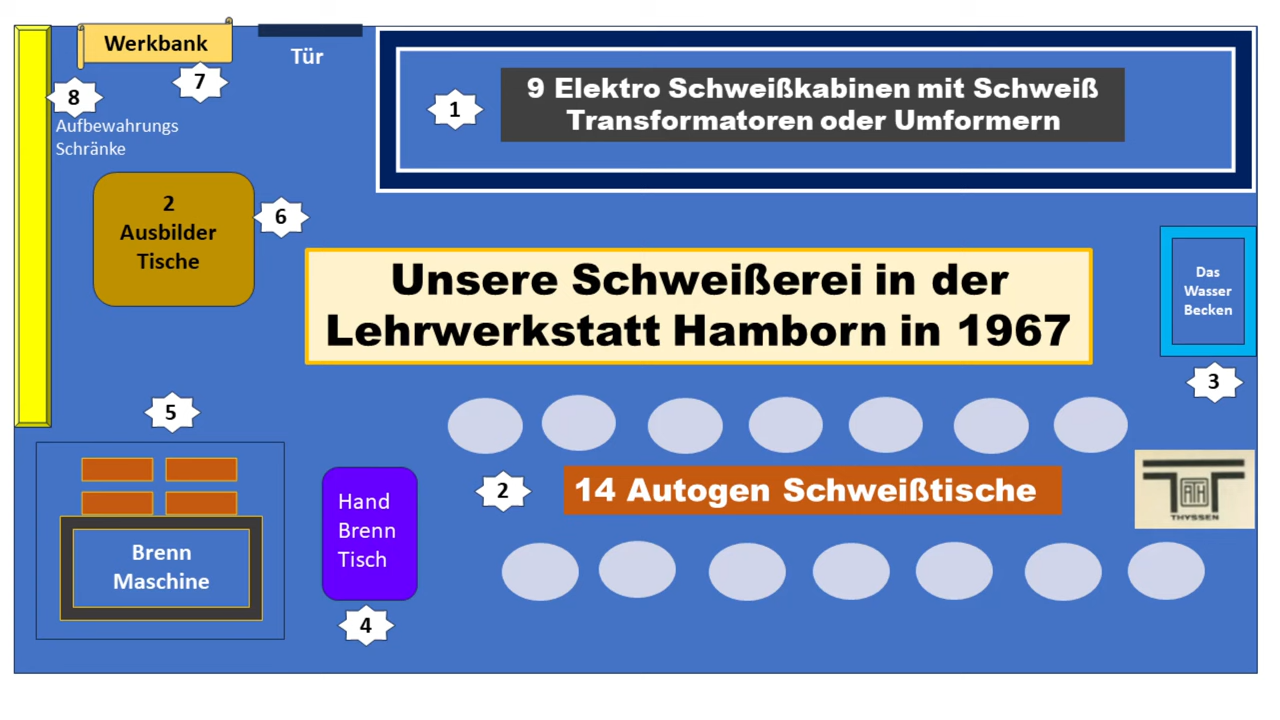 Werkbank
Tür
7
8
Aufbewahrungs
Schränke
1
9 Elektro Schweißkabinen mit Schweiß
Transformatoren oder Umformern
2
Ausbilder
Tische
6
Unsere Schweißerei in der
Lehrwerkstatt Hamborn in 1967
Das
Wasser
Becken
3
5
Brenn
Maschine
Hand
Brenn
Tisch
4
2
14 Autogen Schweißtische
ATH
THYSSEN